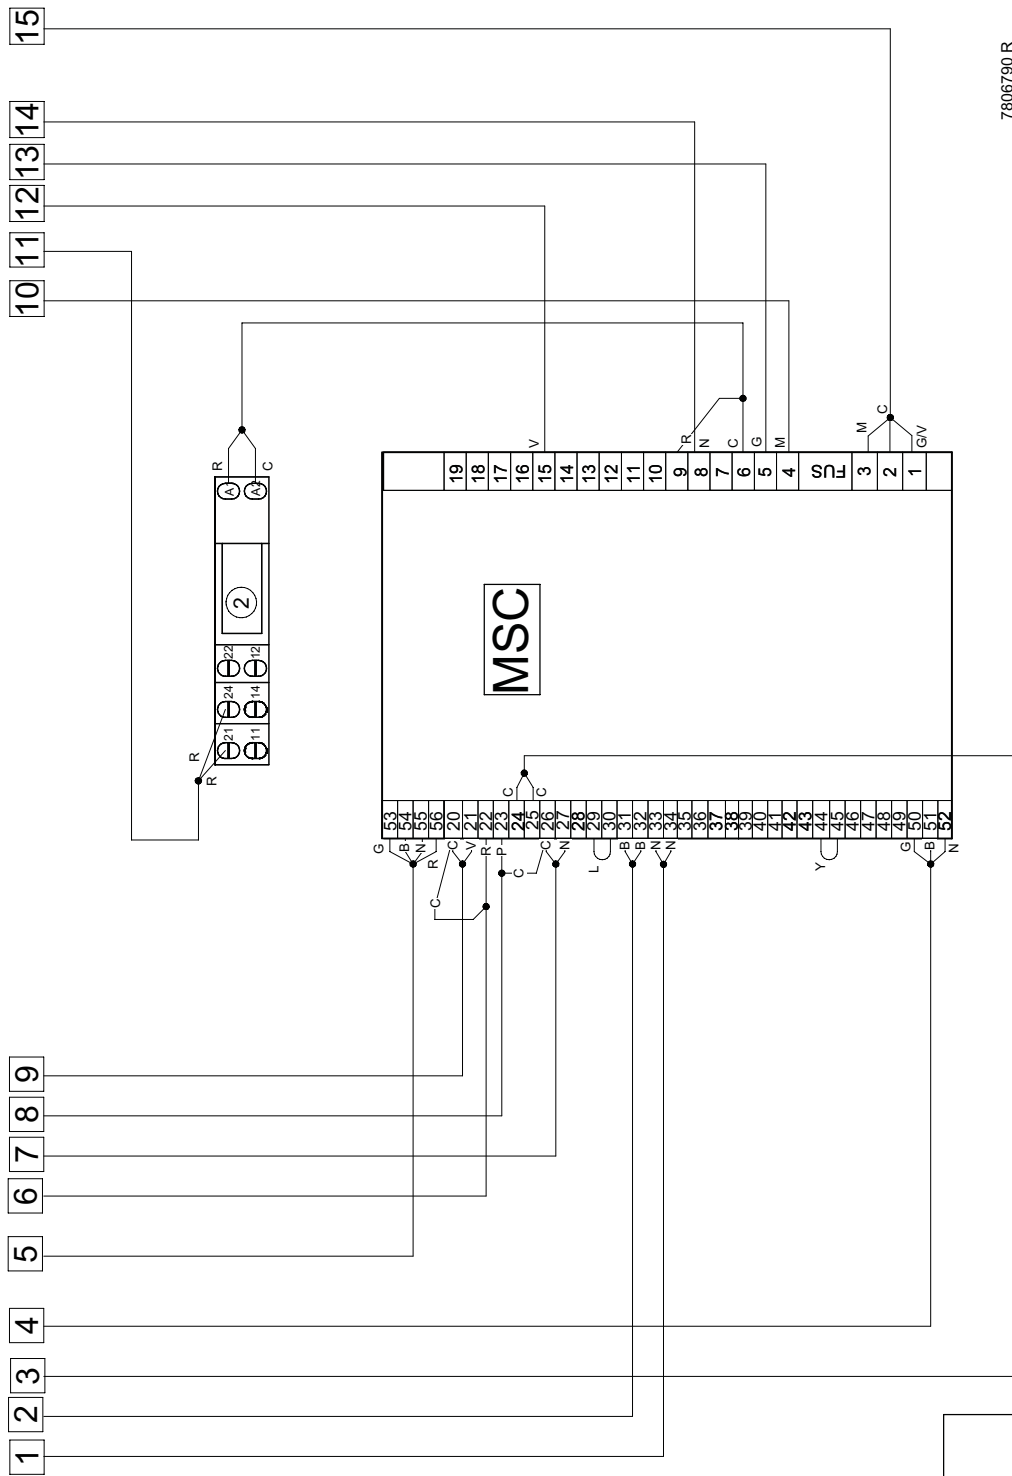 1
2
3
4
5
6
7
8
9
10
11
12
13
14
15
R
R
21
24
22
11
14
12
2
A1
A2
R
C
G
B
N
R
C
V
R
P
C
C
C
N
L
B
B
N
N
Y
G
B
N
53
54
55
56
20
21
22
23
24
25
26
27
28
29
30
31
32
33
34
35
36
37
38
39
40
41
42
43
44
45
46
47
48
49
50
51
52
C
C
MSC
19
18
17
16
15
14
13
12
11
10
9
8
7
6
5
4
FUS
3
2
1
V
R
N
C
G
M
M
C
G/V
7806790 R